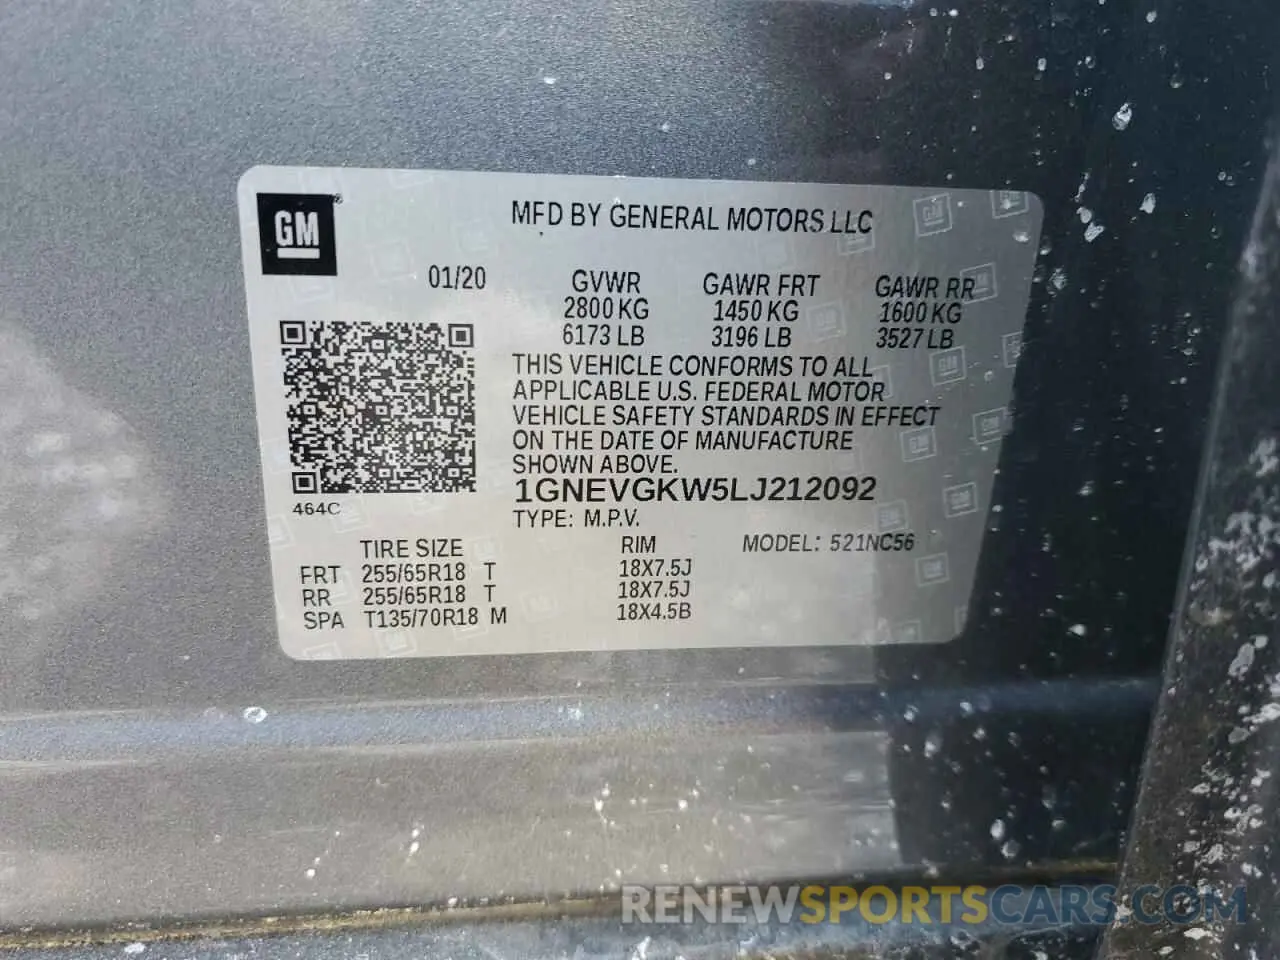 GM
MFD BY GENERAL MOTORS LLC
01/20 GVWR GAWR FRT GAWR RR
2800 KG 1450 KG 1600 KG
6173 LB 3196 LB 3527 LB
THIS VEHICLE CONFORMS TO ALL
APPLICABLE U.S. FEDERAL MOTOR
VEHICLE SAFETY STANDARDS IN EFFECT
ON THE DATE OF MANUFACTURE
SHOWN ABOVE.
1GNEVGKW5LJ212092
464C
TYPE: M.P.V.
TIRE SIZE RIM MODEL: 521NC56
FRT 255/65R18 T 18X7.5J
RR 255/65R18 T 18X7.5J
SPA T135/70R18 M 18X4.5B
RENEWSPORTSCARS.COM